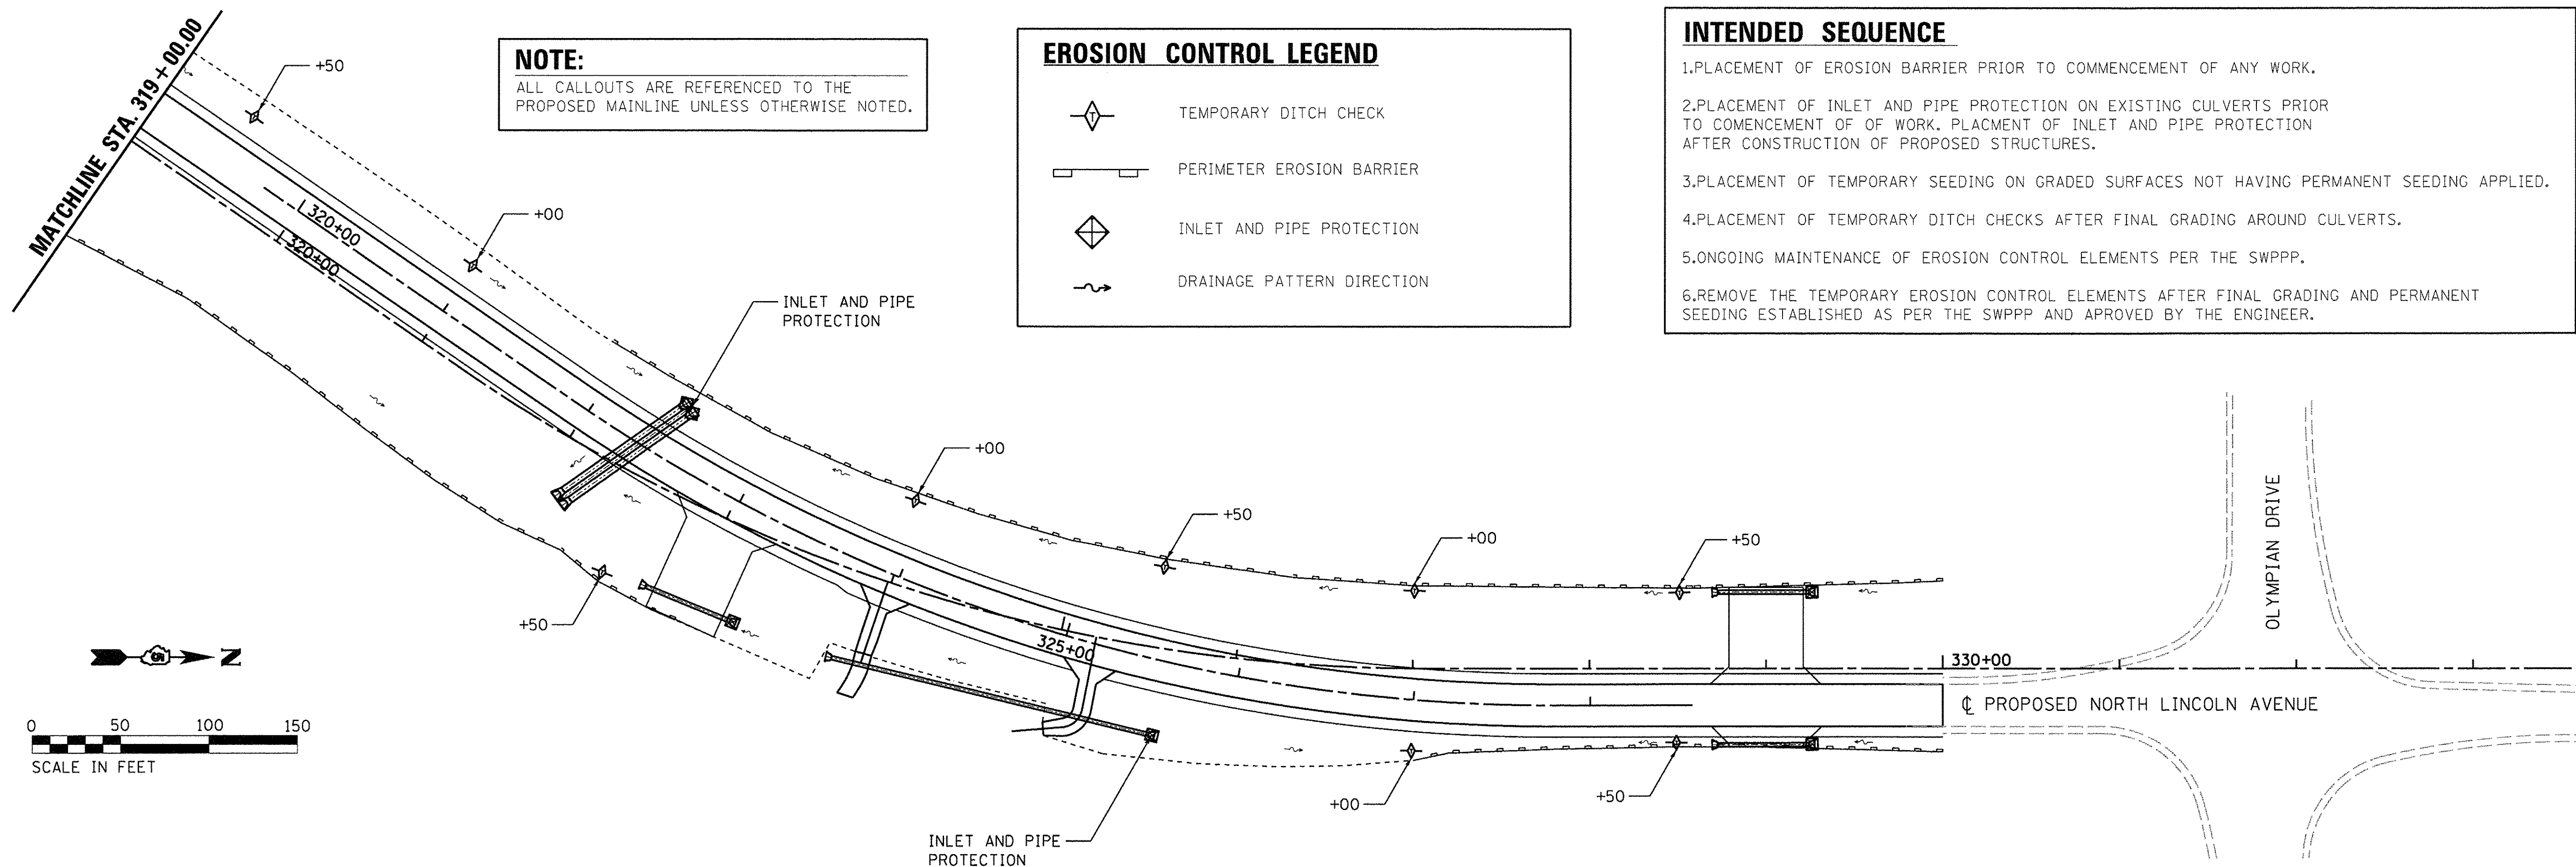 MATCHLINE STA. 319+00.00
+50
NOTE:
ALL CALLOUTS ARE REFERENCED TO THE
PROPOSED MAINLINE UNLESS OTHERWISE NOTED.
EROSION CONTROL LEGEND
T
TEMPORARY DITCH CHECK
PERIMETER EROSION BARRIER
INLET AND PIPE PROTECTION
DRAINAGE PATTERN DIRECTION
INTENDED SEQUENCE
1.PLACEMENT OF EROSION BARRIER PRIOR TO COMMENCEMENT OF ANY WORK.
2.PLACEMENT OF INLET AND PIPE PROTECTION ON EXISTING CULVERTS PRIOR
TO COMENCEMENT OF OF WORK. PLACMENT OF INLET AND PIPE PROTECTION
AFTER CONSTRUCTION OF PROPOSED STRUCTURES.
3.PLACEMENT OF TEMPORARY SEEDING ON GRADED SURFACES NOT HAVING PERMANENT SEEDING APPLIED.
4.PLACEMENT OF TEMPORARY DITCH CHECKS AFTER FINAL GRADING AROUND CULVERTS.
5.ONGOING MAINTENANCE OF EROSION CONTROL ELEMENTS PER THE SWPPP.
6.REMOVE THE TEMPORARY EROSION CONTROL ELEMENTS AFTER FINAL GRADING AND PERMANENT
SEEDING ESTABLISHED AS PER THE SWPPP AND APROVED BY THE ENGINEER.
+00
320+00
320+00
INLET AND PIPE
PROTECTION
+00
+50
+00
+50
+50
325+00
330+00
OLYMPIAN DRIVE
℄ PROPOSED NORTH LINCOLN AVENUE
N
0 50 100 150
SCALE IN FEET
+00
+50
INLET AND PIPE
PROTECTION